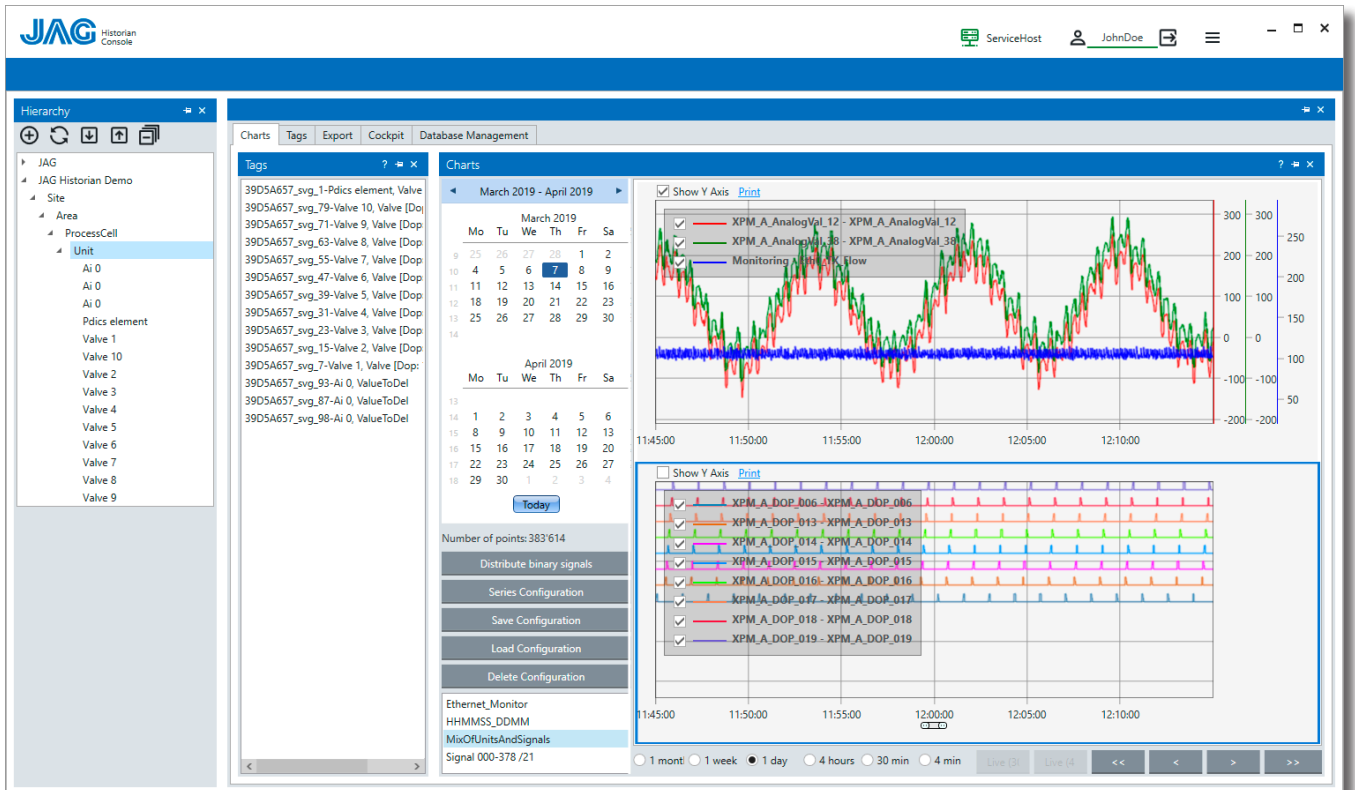 JAG Historian
Console
ServiceHost
JohnDoe
Hierarchy
Charts Tags Export Cockpit Database Management
JAG
JAG Historian Demo
Site
Area
ProcessCell
Unit
Ai 0
Ai 0
Ai 0
Pdics element
Valve 1
Valve 10
Valve 2
Valve 3
Valve 4
Valve 5
Valve 6
Valve 7
Valve 8
Valve 9
Tags ?
39D5A657_svg_1-Pdics element, Valve
39D5A657_svg_79-Valve 10, Valve [Do
39D5A657_svg_71-Valve 9, Valve [Dop
39D5A657_svg_63-Valve 8, Valve [Dop
39D5A657_svg_55-Valve 7, Valve [Dop
39D5A657_svg_47-Valve 6, Valve [Dop
39D5A657_svg_39-Valve 5, Valve [Dop
39D5A657_svg_31-Valve 4, Valve [Dop
39D5A657_svg_23-Valve 3, Valve [Dop
39D5A657_svg_15-Valve 2, Valve [Dop
39D5A657_svg_7-Valve 1, Valve [Dop:
39D5A657_svg_93-Ai 0, ValueToDel
39D5A657_svg_87-Ai 0, ValueToDel
39D5A657_svg_98-Ai 0, ValueToDel
Charts ?
March 2019 - April 2019
March 2019
Mo Tu We Th Fr Sa
9 25 26 27 28 1 2
10 4 5 6 7 8 9
11 11 12 13 14 15 16
12 18 19 20 21 22 23
13 25 26 27 28 29 30
14
April 2019
Mo Tu We Th Fr Sa
13
14 1 2 3 4 5 6
15 8 9 10 11 12 13
16 15 16 17 18 19 20
17 22 23 24 25 26 27
18 29 30 1 2 3 4
Today
Number of points: 383'614
Distribute binary signals
Series Configuration
Save Configuration
Load Configuration
Delete Configuration
Ethernet_Monitor
HHMMSS_DDMM
MixOfUnitsAndSignals
Signal 000-378 /21
Show Y Axis Print
XPM_A_AnalogVal_12 - XPM_A_AnalogVal_12
XPM_A_AnalogVal_38 - XPM_A_AnalogVal_38
Monitoring
300 300
250
200 200
200
100 100
150
0 0
100
-100 -100
50
-200 -200
11:45:00 11:50:00 11:55:00 12:00:00 12:05:00 12:10:00
Show Y Axis Print
XPM_A_DOP_006 - XPM_A_DOP_006
XPM_A_DOP_013 - XPM_A_DOP_013
XPM_A_DOP_014 - XPM_A_DOP_014
XPM_A_DOP_015 - XPM_A_DOP_015
XPM_A_DOP_016 - XPM_A_DOP_016
XPM_A_DOP_017 - XPM_A_DOP_017
XPM_A_DOP_018 - XPM_A_DOP_018
XPM_A_DOP_019 - XPM_A_DOP_019
11:45:00 11:50:00 11:55:00 12:00:00 12:05:00 12:10:00
1 mont 1 week 1 day 4 hours 30 min 4 min Live (3) Live (4 << < > >>